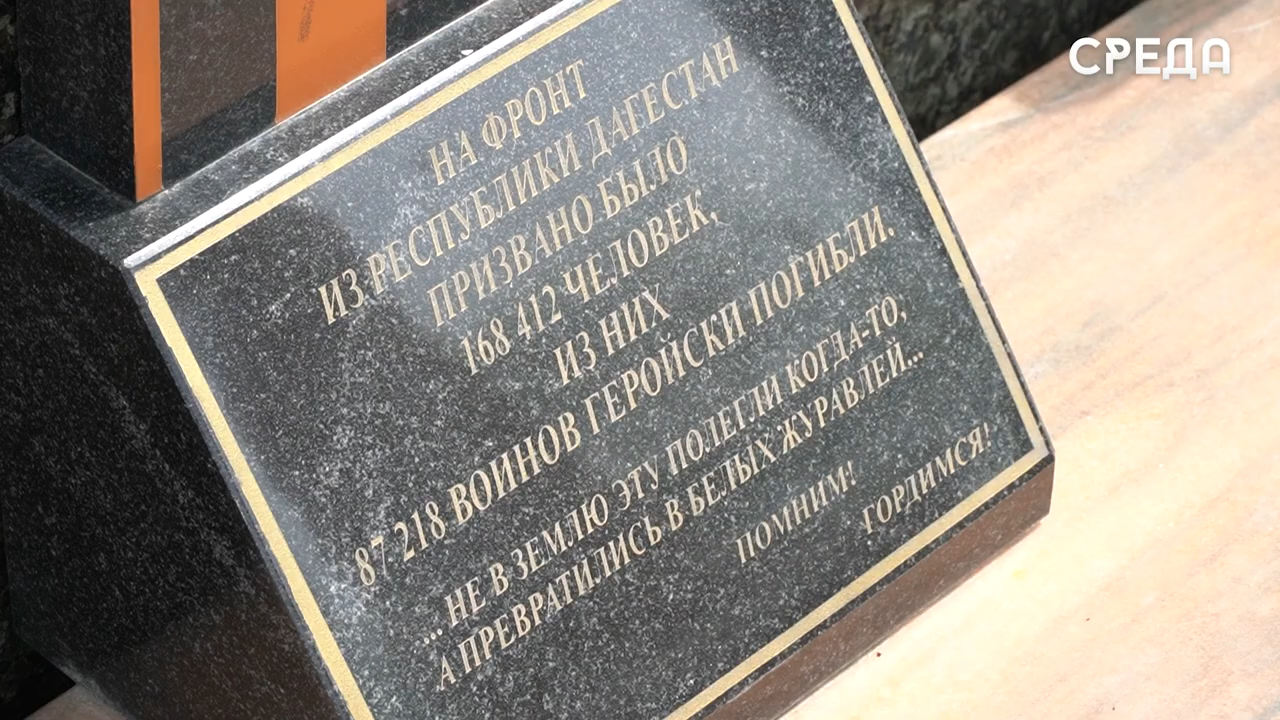 СРЕДА
НА ФРОНТ
ИЗ РЕСПУБЛИКИ ДАГЕСТАН
ПРИЗВАНО БЫЛО
168 412 ЧЕЛОВЕК,
ИЗ НИХ
87 218 ВОИНОВ ГЕРОЙСКИ ПОГИБЛИ.
... НЕ В ЗЕМЛЮ ЭТУ ПОЛЕГЛИ КОГДА-ТО,
А ПРЕВРАТИЛИСЬ В БЕЛЫХ ЖУРАВЛЕЙ...
ПОМНИМ!
ГОРДИМСЯ!